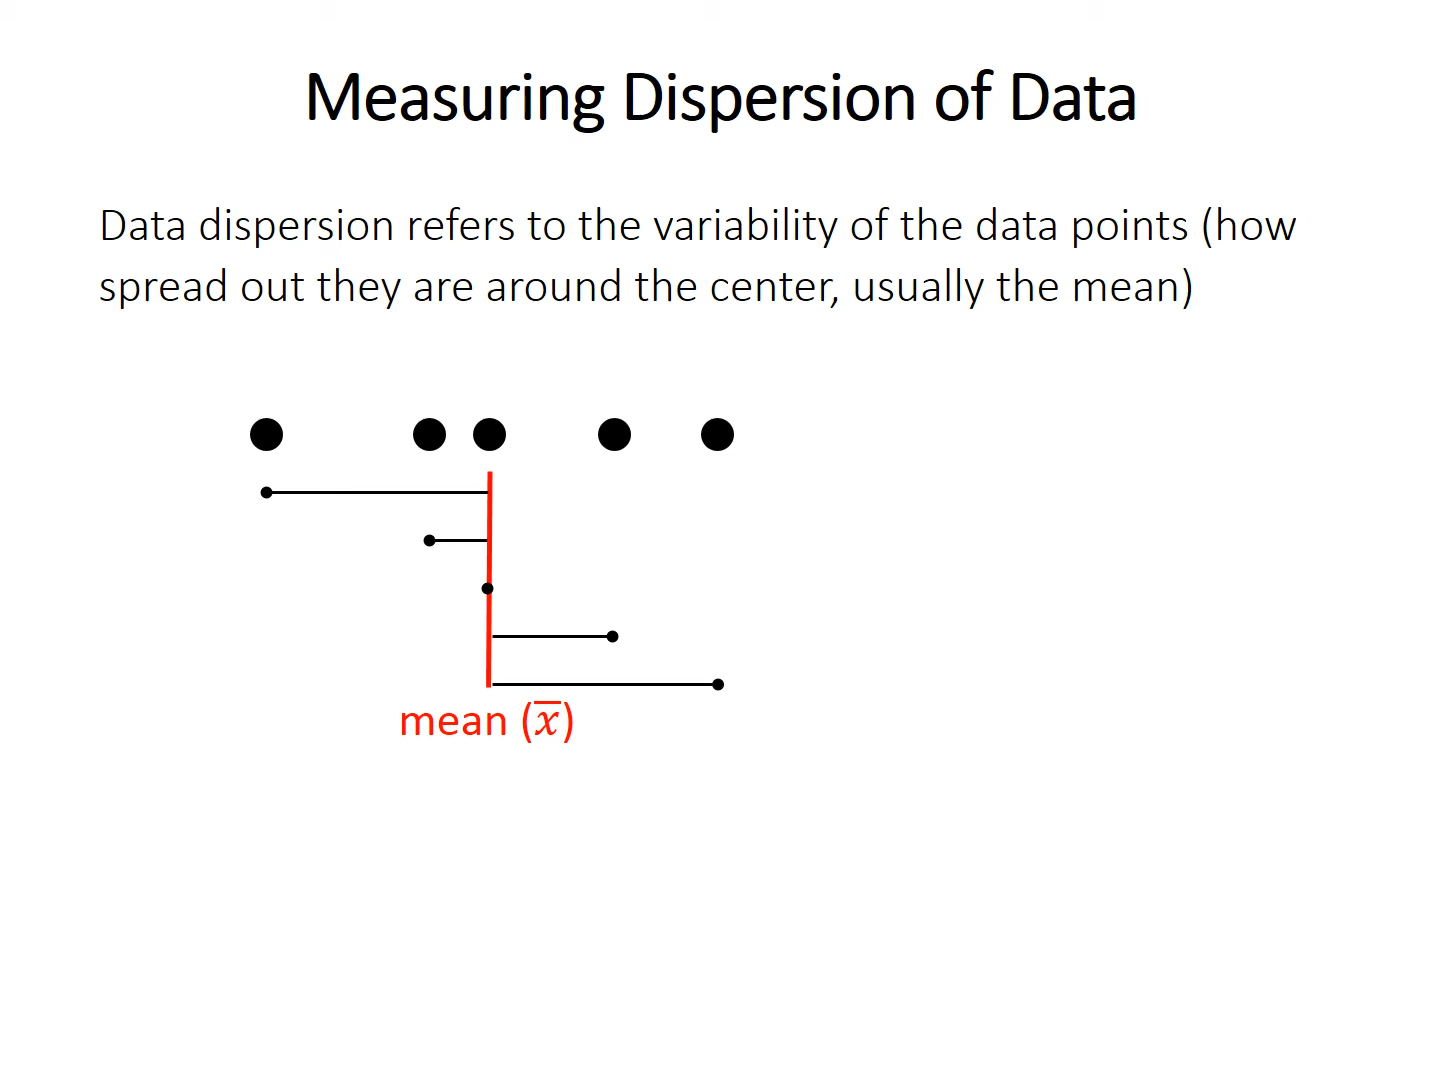 Measuring Dispersion of Data
Data dispersion refers to the variability of the data points (how
spread out they are around the center, usually the mean)
mean (x̅)